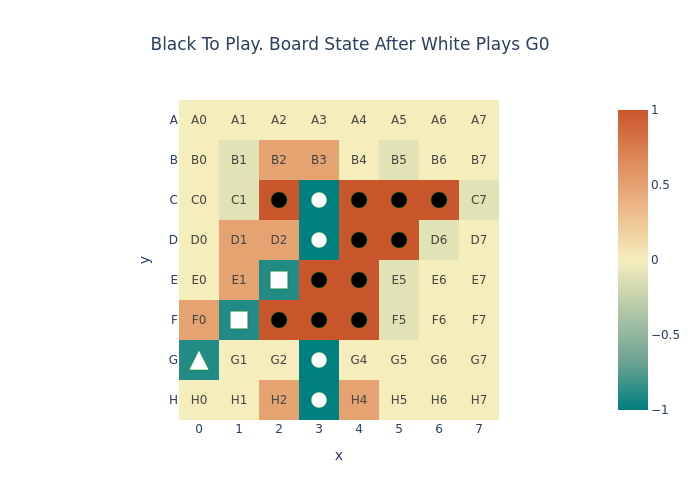 Black To Play. Board State After White Plays G0
A A0 A1 A2 A3 A4 A5 A6 A7
B B0 B1 B2 B3 B4 B5 B6 B7
C C0 C1 C7
D D0 D1 D2 D6 D7
E E0 E1 E5 E6 E7
F F0 F5 F6 F7
G G1 G2 G4 G5 G6 G7
H H0 H1 H2 H4 H5 H6 H7
0 1 2 3 4 5 6 7
x
y
1
0.5
0
−0.5
−1